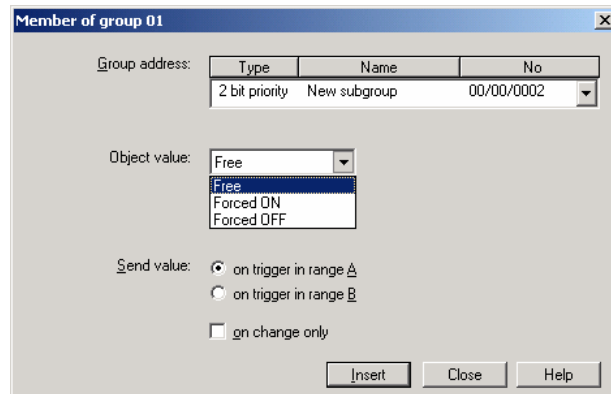 Member of group 01
Group address:
Type Name No
2 bit priority New subgroup 00/00/0002
Object value: Free
Free
Forced ON
Forced OFF
Send value: on trigger in range A
on trigger in range B
on change only
Insert Close Help